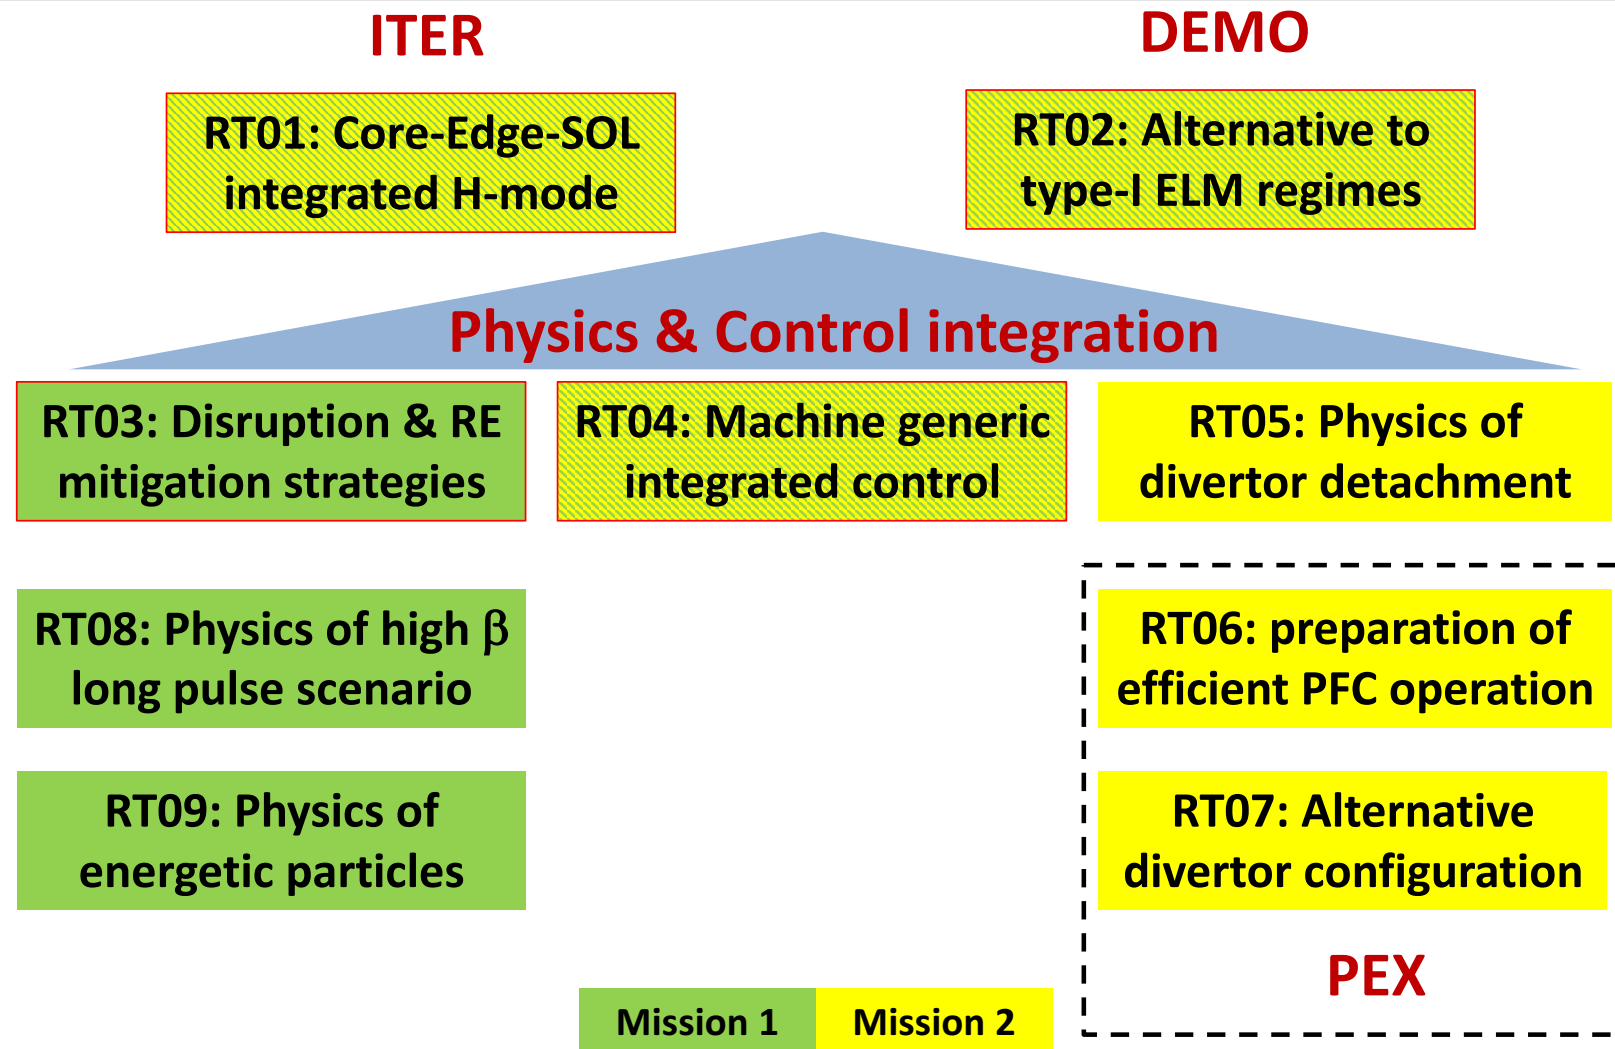 ITER
DEMO
RT01: Core-Edge-SOL
integrated H-mode
RT02: Alternative to
type-I ELM regimes
Physics & Control integration
RT03: Disruption & RE
mitigation strategies
RT04: Machine generic
integrated control
RT05: Physics of
divertor detachment
RT08: Physics of high β
long pulse scenario
RT06: preparation of
efficient PFC operation
RT09: Physics of
energetic particles
RT07: Alternative
divertor configuration
PEX
Mission 1
Mission 2